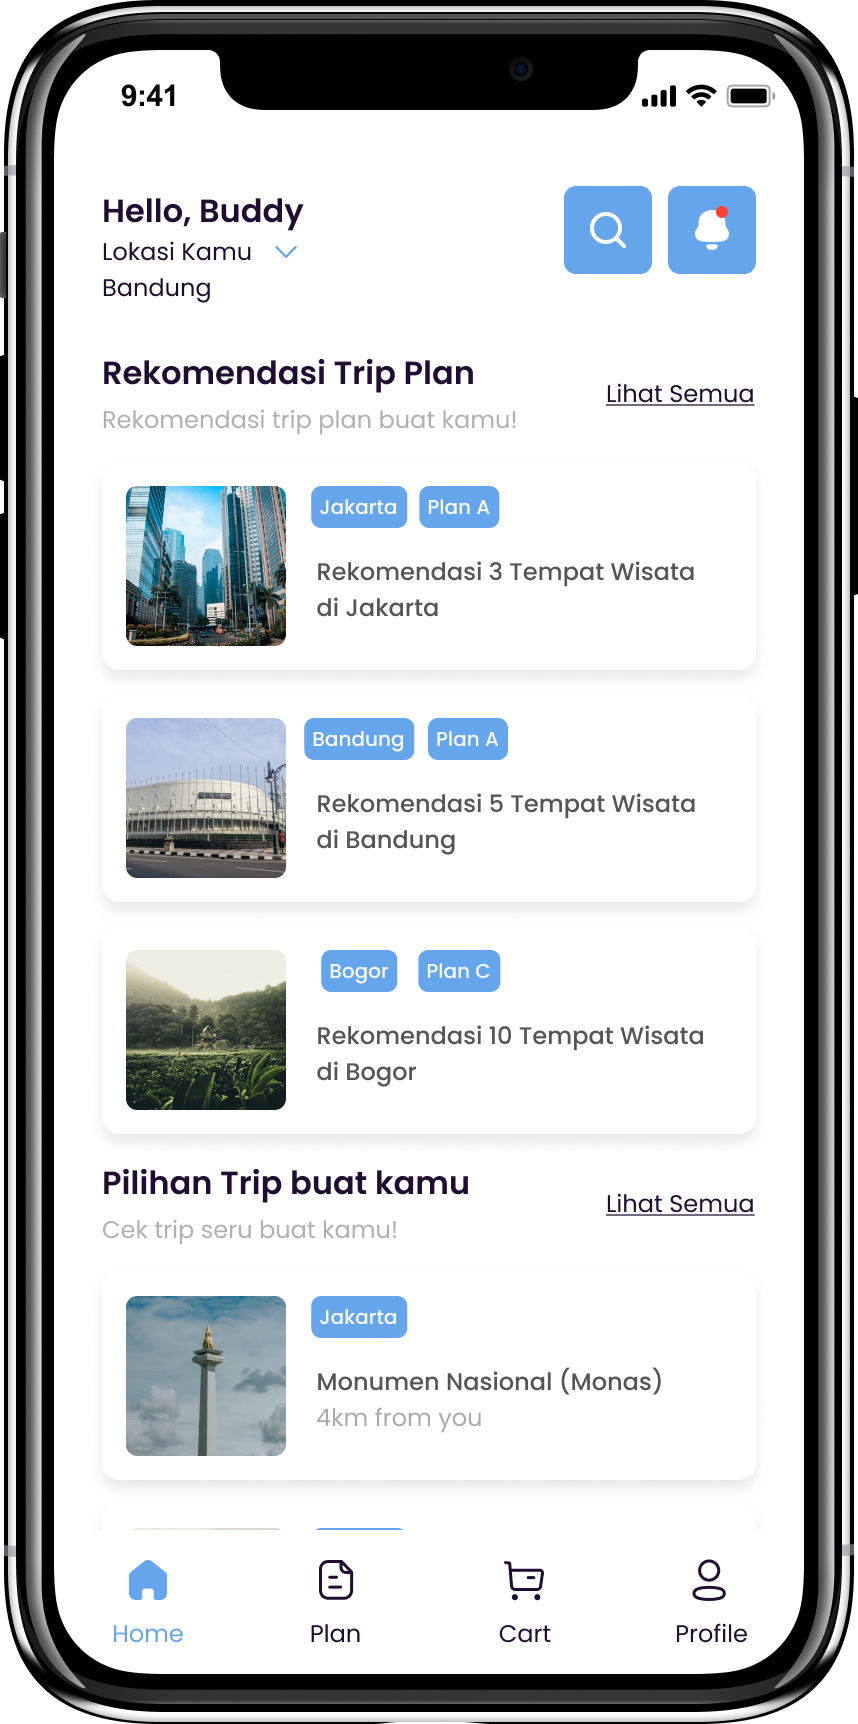 9:41
Hello, Buddy
Lokasi Kamu
Bandung
Rekomendasi Trip Plan
Lihat Semua
Rekomendasi trip plan buat kamu!
Jakarta Plan A
Rekomendasi 3 Tempat Wisata
di Jakarta
Bandung Plan A
Rekomendasi 5 Tempat Wisata
di Bandung
Bogor Plan C
Rekomendasi 10 Tempat Wisata
di Bogor
Pilihan Trip buat kamu
Lihat Semua
Cek trip seru buat kamu!
Jakarta
Monumen Nasional (Monas)
4km from you
Home Plan Cart Profile